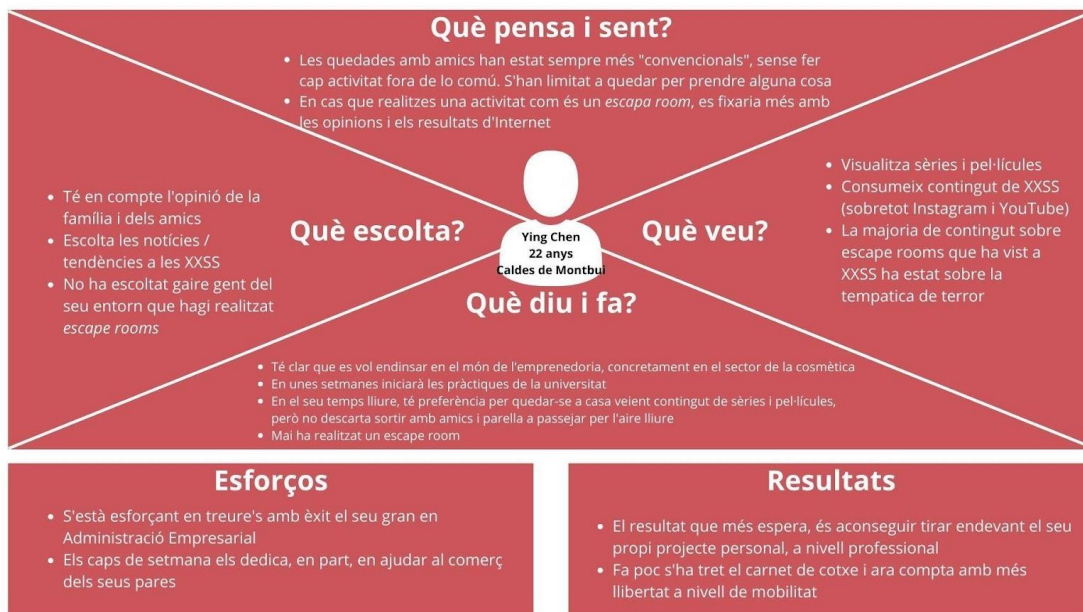 Què pensa i sent?
• Les quedades amb amics han estat sempre més "convencionals", sense fer
cap activitat fora de lo comú. S'han limitat a quedar per prendre alguna cosa
• En cas que realitzes una activitat com és un escapa room, es fixaria més amb
les opinions i els resultats d'Internet
Què escolta?
• Té en compte l'opinió de la
família i dels amics
• Escolta les notícies /
tendències a les XXSS
• No ha escoltat gaire gent del
seu entorn que hagi realitzat
escape rooms
Ying Chen
22 anys
Caldes de Montbui
Què veu?
• Visualitza sèries i pel·lícules
• Consumeix contingut de XXSS
(sobretot Instagram i YouTube)
• La majoria de contingut sobre
escape rooms que ha vist a
XXSS ha estat sobre la
tempatica de terror
Què diu i fa?
• Té clar que es vol endinsar en el món de l'emprenedoria, concretament en el sector de la cosmètica
• En unes setmanes iniciarà les pràctiques de la universitat
• En el seu temps lliure, té preferència per quedar-se a casa veient contingut de sèries i pel·lícules,
però no descarta sortir amb amics i parella a passejar per l'aire lliure
• Mai ha realitzat un escape room
Esforços
• S'està esforçant en treure's amb èxit el seu gran en
Administració Empresarial
• Els caps de setmana els dedica, en part, en ajudar al comerç
dels seus pares
Resultats
• El resultat que més espera, és aconseguir tirar endevant el seu
propi projecte personal, a nivell professional
• Fa poc s'ha tret el carnet de cotxe i ara compta amb més
llibertat a nivell de mobilitat